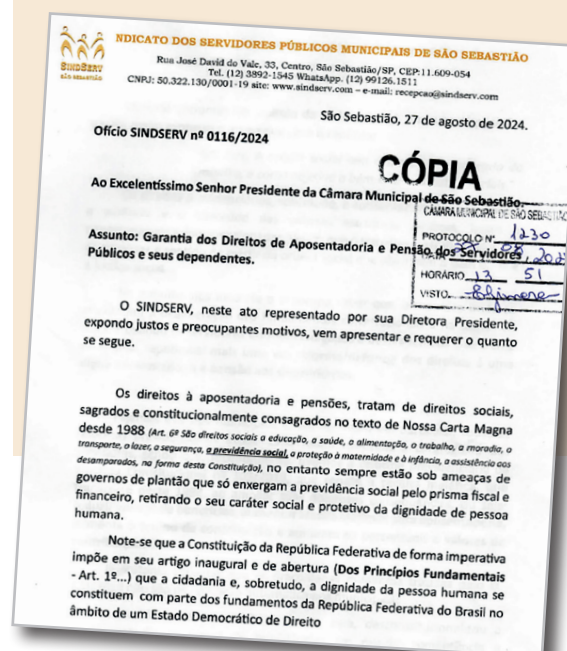 SINDSERV
SÃO SEBASTIÃO
NDICATO DOS SERVIDORES PÚBLICOS MUNICIPAIS DE SÃO SEBASTIÃO
Rua José David do Vale, 33, Centro, São Sebastião/SP, CEP:11.609-054
Tel. (12) 3892-1545 WhatsApp. (12) 99126.1511
CNPJ: 50.322.130/0001-19 site: www.sindserv.com – e-mail: recepcao@sindserv.com
São Sebastião, 27 de agosto de 2024.
Ofício SINDSERV nº 0116/2024
CÓPIA
Ao Excelentíssimo Senhor Presidente da Câmara Municipal de São Sebastião.
CÂMARA MUNICIPAL DE SÃO SEBASTIÃO
PROTOCOLO Nº 1230
Assunto: Garantia dos Direitos de Aposentadoria e Pensão dos Servidores
Públicos e seus dependentes.
HORÁRIO 13 51
VISTO
O SINDSERV, neste ato representado por sua Diretora Presidente,
expondo justos e preocupantes motivos, vem apresentar e requerer o quanto
se segue.
Os direitos à aposentadoria e pensões, tratam de direitos sociais,
sagrados e constitucionalmente consagrados no texto de Nossa Carta Magna
desde 1988 (Art. 6º São direitos sociais a educação, a saúde, a alimentação, o trabalho, a moradia, o
transporte, o lazer, a segurança, a previdência social, a proteção à maternidade e à infância, a assistência aos
desamparados, na forma desta Constituição), no entanto sempre estão sob ameaças de
governos de plantão que só enxergam a previdência social pelo prisma fiscal e
financeiro, retirando o seu caráter social e protetivo da dignidade de pessoa
humana.
Note-se que a Constituição da República Federativa de forma imperativa
impõe em seu artigo inaugural e de abertura (Dos Princípios Fundamentais
- Art. 1º...) que a cidadania e, sobretudo, a dignidade da pessoa humana se
constituem com parte dos fundamentos da República Federativa do Brasil no
âmbito de um Estado Democrático de Direito